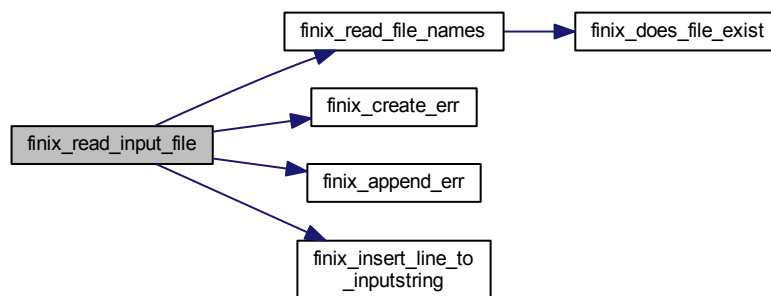 finix_read_input_file
finix_read_file_names
finix_does_file_exist
finix_create_err
finix_append_err
finix_insert_line_to
_inputstring